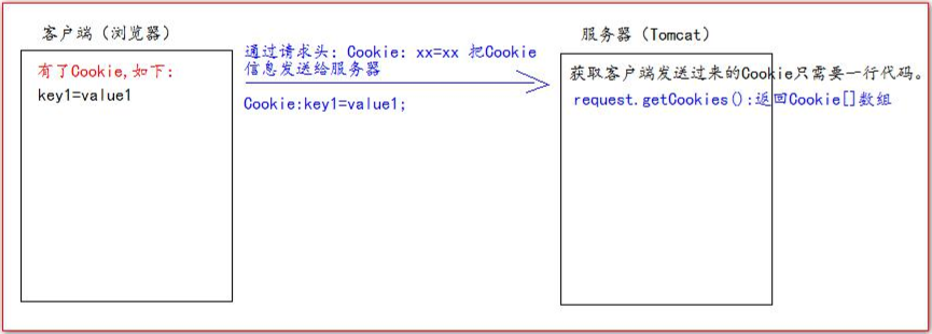 客户端（浏览器）
有了Cookie,如下:
key1=value1
通过请求头: Cookie: xx=xx 把Cookie
信息发送给服务器
Cookie:key1=value1;
服务器（Tomcat）
获取客户端发送过来的Cookie只需要一行代码。
request.getCookies():返回Cookie[]数组